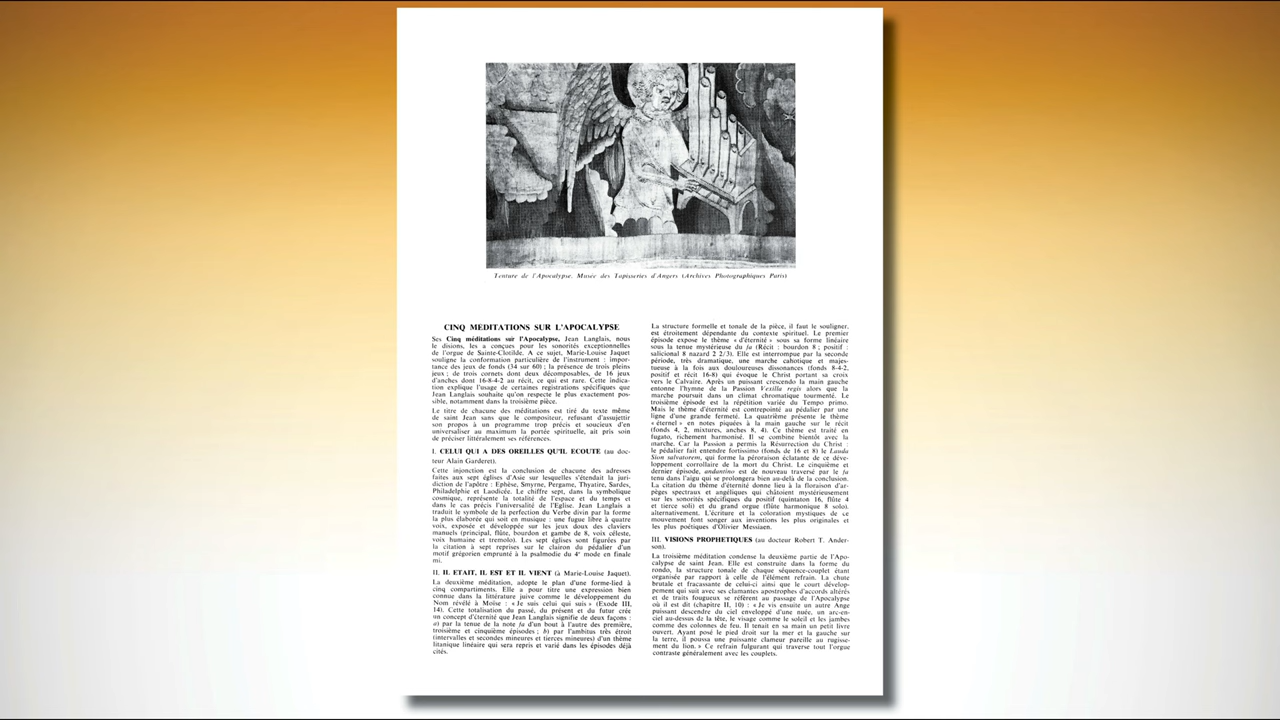 Tenture de l'Apocalypse. Musée des Tapisseries d'Angers (Archives Photographiques Paris)
CINQ MEDITATIONS SUR L'APOCALYPSE
Ses Cinq méditations sur l'Apocalypse, Jean Langlais, nous
le disions, les a conçues pour les sonorités exceptionnelles
de l'orgue de Sainte-Clotilde. A ce sujet, Marie-Louise Jaquet
souligne la conformation particulière de l'instrument : impor-
tance des jeux de fonds (34 sur 60) ; la présence de trois pleins
jeux ; de trois cornets dont deux décomposables, de 16 jeux
d'anches dont 16-8-4-2 au récit, ce qui est rare. Cette indica-
tion explique l'usage de certaines registrations spécifiques que
Jean Langlais souhaite qu'on respecte le plus exactement pos-
sible, notamment dans la troisième pièce.
Le titre de chacune des méditations est tiré du texte même
de saint Jean sans que le compositeur, refusant d'assujettir
son propos à un programme trop précis et soucieux d'en
universaliser au maximum la portée spirituelle, ait pris soin
de préciser littéralement ses références.
I. CELUI QUI A DES OREILLES QU'IL ECOUTE (au doc-
teur Alain Garderet).
Cette injonction est la conclusion de chacune des adresses
faites aux sept églises d'Asie sur lesquelles s'étendait la juri-
diction de l'apôtre : Ephèse, Smyrne, Pergame, Thyatire, Sardes,
Philadelphie et Laodicée. Le chiffre sept, dans la symbolique
cosmique, représente la totalité de l'espace et du temps et
dans le cas précis l'universalité de l'Eglise. Jean Langlais a
traduit le symbole de la perfection du Verbe divin par la forme
la plus élaborée qui soit en musique : une fugue libre à quatre
voix, exposée et développée sur les jeux doux des claviers
manuels (principal, flûte, bourdon et gambe de 8, voix céleste,
voix humaine et tremolo). Les sept églises sont figurées par
la citation à sept reprises sur le clairon du pédalier d'un
motif grégorien emprunté à la psalmodie du 4e mode en finale
mi.
II. IL ETAIT, IL EST ET IL VIENT (à Marie-Louise Jaquet).
La deuxième méditation, adopte le plan d'une forme-lied à
cinq compartiments. Elle a pour titre une expression bien
connue dans la littérature juive comme le développement du
Nom révélé à Moïse : « Je suis celui qui suis » (Exode III,
14). Cette totalisation du passé, du présent et du futur crée
un concept d'éternité que Jean Langlais signifie de deux façons :
a) par la tenue de la note fa d'un bout à l'autre des première,
troisième et cinquième épisodes ; b) par l'ambitus très étroit
(intervalles et secondes mineures et tierces mineures) d'un thème
litanique linéaire qui sera repris et varié dans les épisodes déjà
cités.
La structure formelle et tonale de la pièce, il faut le souligner,
est étroitement dépendante du contexte spirituel. Le premier
épisode expose le thème « d'éternité » sous sa forme linéaire
sous la tenue mystérieuse du fa (Récit : bourdon 8 ; positif :
salicional 8 nazard 2 2/3). Elle est interrompue par la seconde
période, très dramatique, une marche cahotique et majes-
tueuse à la fois aux douloureuses dissonances (fonds 8-4-2,
positif et récit 16-8) qui évoque le Christ portant sa croix
vers le Calvaire. Après un puissant crescendo la main gauche
entonne l'hymne de la Passion Vexilla regis alors que la
marche poursuit dans un climat chromatique tourmenté. Le
troisième épisode est la répétition variée du Tempo primo.
Mais le thème d'éternité est contrepointé au pédalier par une
ligne d'une grande fermeté. La quatrième présente le thème
« éternel » en notes piquées à la main gauche sur le récit
(fonds 4, 2, mixtures, anches 8, 4). Ce thème est traité en
fugato, richement harmonisé. Il se combine bientôt avec la
marche. Car la Passion a permis la Résurrection du Christ :
le pédalier fait entendre fortissimo (fonds de 16 et 8) le Lauda
Sion salvatorem, qui forme la péroraison éclatante de ce déve-
loppement corrollaire de la mort du Christ. Le cinquième et
dernier épisode, andantino est de nouveau traversé par le fa
tenu dans l'aigu qui se prolongera bien au-delà de la conclusion.
La citation du thème d'éternité donne lieu à la floraison d'ar-
pèges spectraux et angéliques qui châtoient mystérieusement
sur les sonorités spécifiques du positif (quintaton 16, flûte 4
et tierce soli) et du grand orgue (flûte harmonique 8 solo).
alternativement. L'écriture et la coloration mystiques de ce
mouvement font songer aux inventions les plus originales et
les plus poétiques d'Olivier Messiaen.
III. VISIONS PROPHETIQUES (au docteur Robert T. Ander-
son).
La troisième méditation condense la deuxième partie de l'Apo-
calypse de saint Jean. Elle est construite dans la forme du
rondo, la structure tonale de chaque séquence-couplet étant
organisée par rapport à celle de l'élément refrain. La chute
brutale et fracassante de celui-ci ainsi que le court dévelop-
pement qui suit avec ses clamantes apostrophes d'accords altérés
et de traits fougueux se réfèrent au passage de l'Apocalypse
où il est dit (chapitre II, 10) : « Je vis ensuite un autre Ange
puissant descendre du ciel enveloppé d'une nuée, un arc-en-
ciel au-dessus de la tête, le visage comme le soleil et les jambes
comme des colonnes de feu. Il tenait en sa main un petit livre
ouvert. Ayant posé le pied droit sur la mer et la gauche sur
la terre, il poussa une puissante clameur pareille au rugisse-
ment du lion. » Ce refrain fulgurant qui traverse tout l'orgue
contraste généralement avec les couplets.